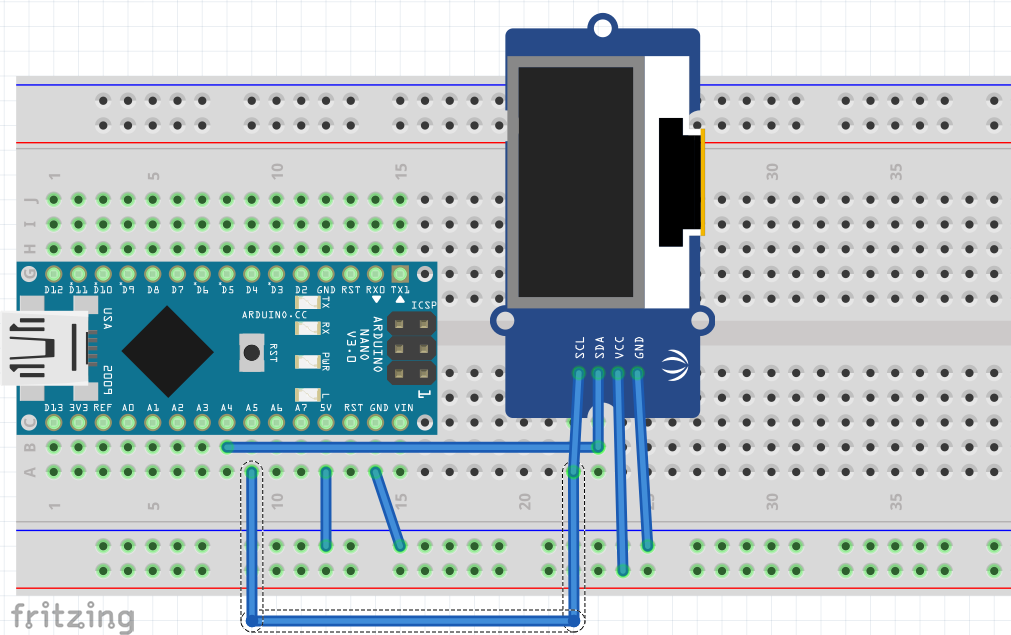 1 5 10 15 30 35
J
I
H
G
D12 D11 D10 D9 D8 D7 D6 D5 D4 D3 D2 GND RST RX0 TX1
ICSP
TX
USA
ARDUINO.CC
RX
ARDUINO
NANO
V3.0
RST
PWR
2009
L
1
SCL
SDA
VCC
GND
D13 3V3 REF A0 A1 A2 A3 A4 A5 A6 A7 5V RST GND VIN
C
B
A
1 5 10 15 20 25 30 35
fritzing